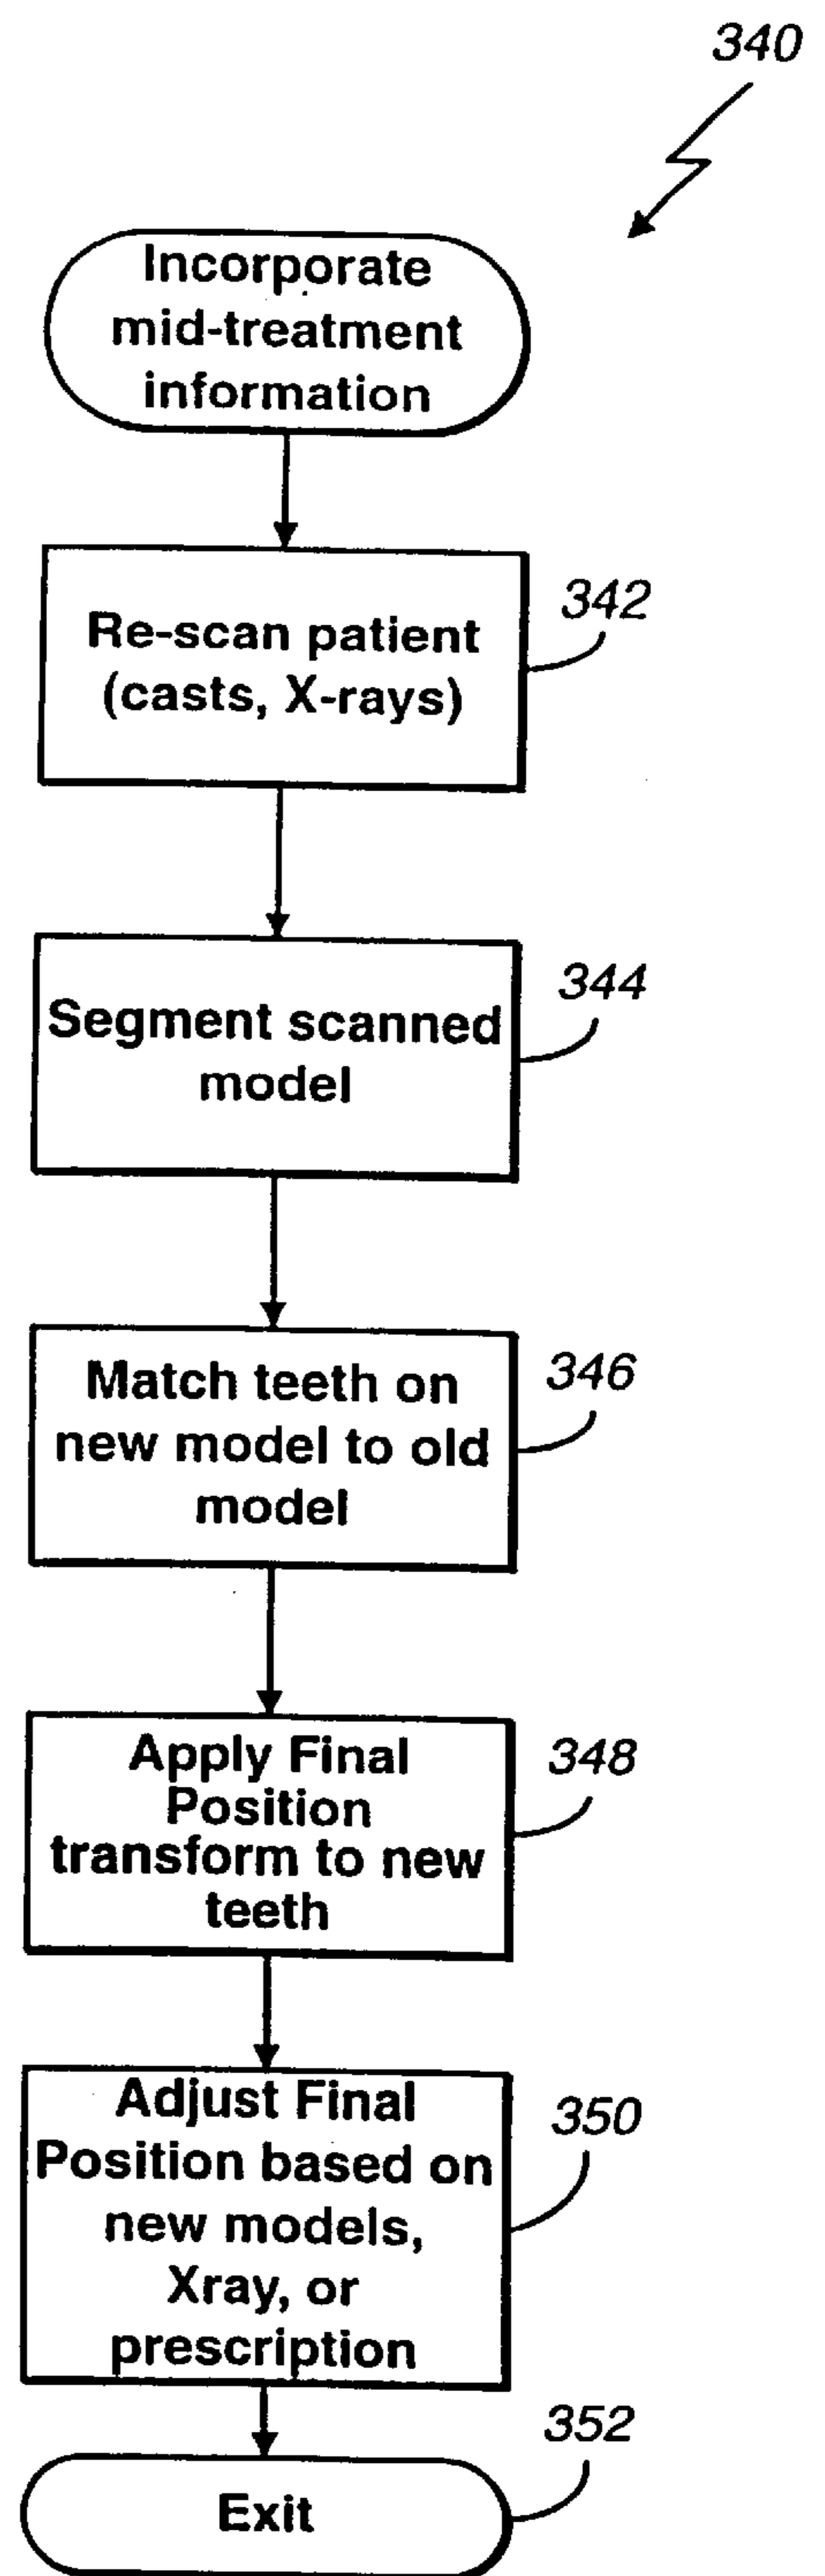 340
Incorporate
mid-treatment
information
Re-scan patient
(casts, X-rays)
342
Segment scanned
model
344
Match teeth on
new model to old
model
346
Apply Final
Position
transform to new
teeth
348
Adjust Final
Position based on
new models,
Xray, or
prescription
350
Exit
352